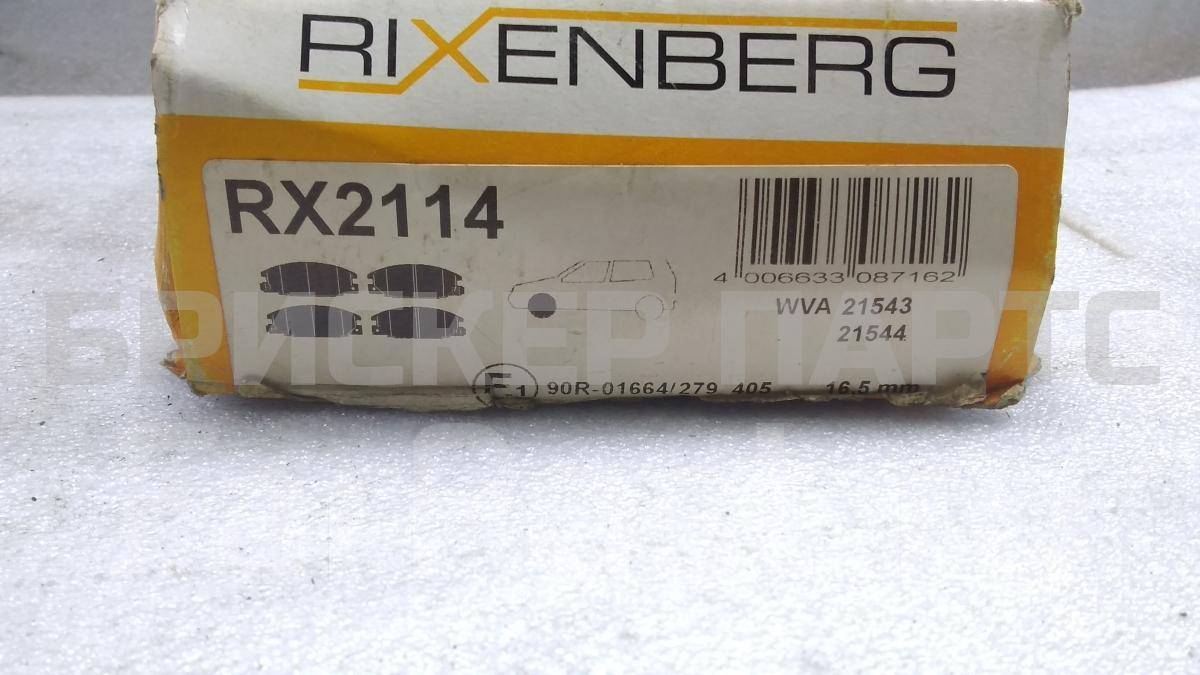 RIXENBERG
RX2114
4 006633 087162
WVA 21543
21544
E1 90R-01664/279 405 16,5 mm
БРИСКЕР ПАРТС